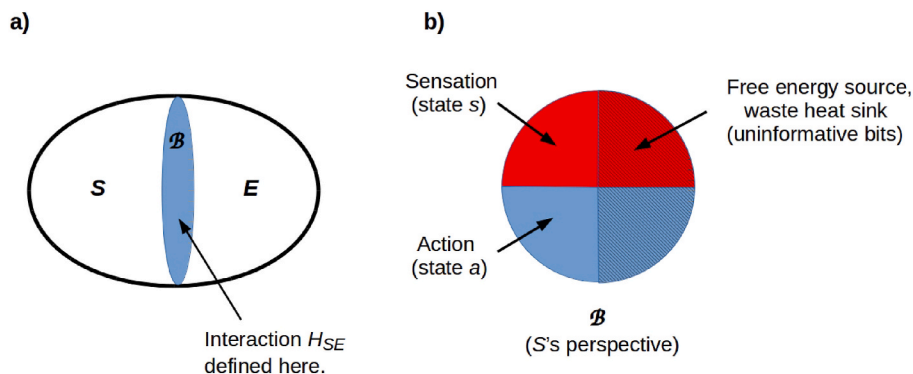 a)
S
ℬ
E
Interaction H_SE
defined here.
b)
Sensation
(state s)
Free energy source,
waste heat sink
(uninformative bits)
Action
(state a)
ℬ
(S's perspective)